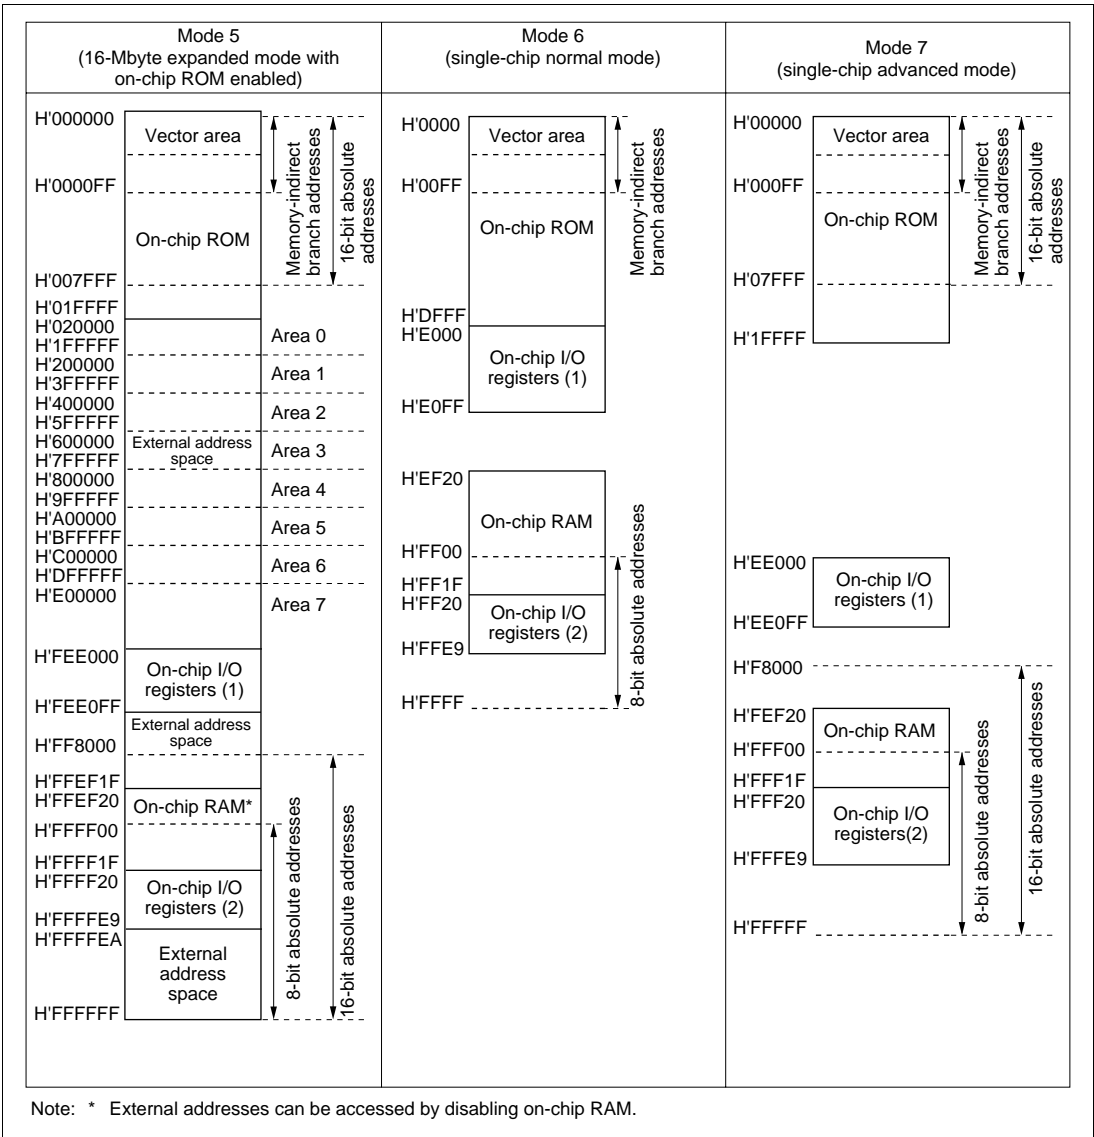 Mode 5
(16-Mbyte expanded mode with
on-chip ROM enabled)
H'000000
Vector area
H'0000FF
On-chip ROM
H'007FFF
H'01FFFF
H'020000
H'1FFFFF
H'200000
H'3FFFFF
H'400000
H'5FFFFF
H'600000
H'7FFFFF
H'800000
H'9FFFFF
H'A00000
H'BFFFFF
H'C00000
H'DFFFFF
H'E00000
External address
space
Area 0
Area 1
Area 2
Area 3
Area 4
Area 5
Area 6
Area 7
H'FEE000
On-chip I/O
registers (1)
H'FEE0FF
External address
space
H'FF8000
H'FFEF1F
H'FFEF20
On-chip RAM*
H'FFFF00
H'FFFF1F
H'FFFF20
On-chip I/O
registers (2)
H'FFFFE9
H'FFFFEA
External
address
space
H'FFFFFF
Memory-indirect
branch addresses
16-bit absolute
addresses
8-bit absolute addresses
16-bit absolute addresses
Mode 6
(single-chip normal mode)
H'0000
Vector area
H'00FF
On-chip ROM
H'DFFF
H'E000
On-chip I/O
registers (1)
H'E0FF
H'EF20
On-chip RAM
H'FF00
H'FF1F
H'FF20
On-chip I/O
registers (2)
H'FFE9
H'FFFF
Memory-indirect
branch addresses
8-bit absolute addresses
Mode 7
(single-chip advanced mode)
H'00000
Vector area
H'000FF
On-chip ROM
H'07FFF
H'1FFFF
H'EE000
On-chip I/O
registers (1)
H'EE0FF
H'F8000
H'FEF20
On-chip RAM
H'FFF00
H'FFF1F
H'FFF20
On-chip I/O
registers(2)
H'FFFE9
H'FFFFF
Memory-indirect
branch addresses
16-bit absolute
addresses
8-bit absolute addresses
16-bit absolute addresses
Note: * External addresses can be accessed by disabling on-chip RAM.